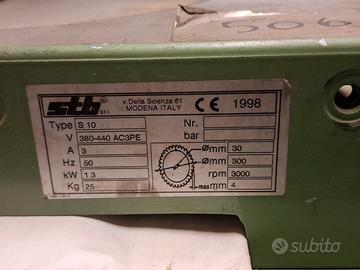 stb® s.r.l.
v. Della Scienza 61
MODENA ITALY
CE 1998
Type S 10
Nr.
V 380-440 AC3PE
bar
A 3
Ømm 30
Hz 50
Ømm 300
kW 1.3
rpm 3000
Kg 25
max mm 4
subito